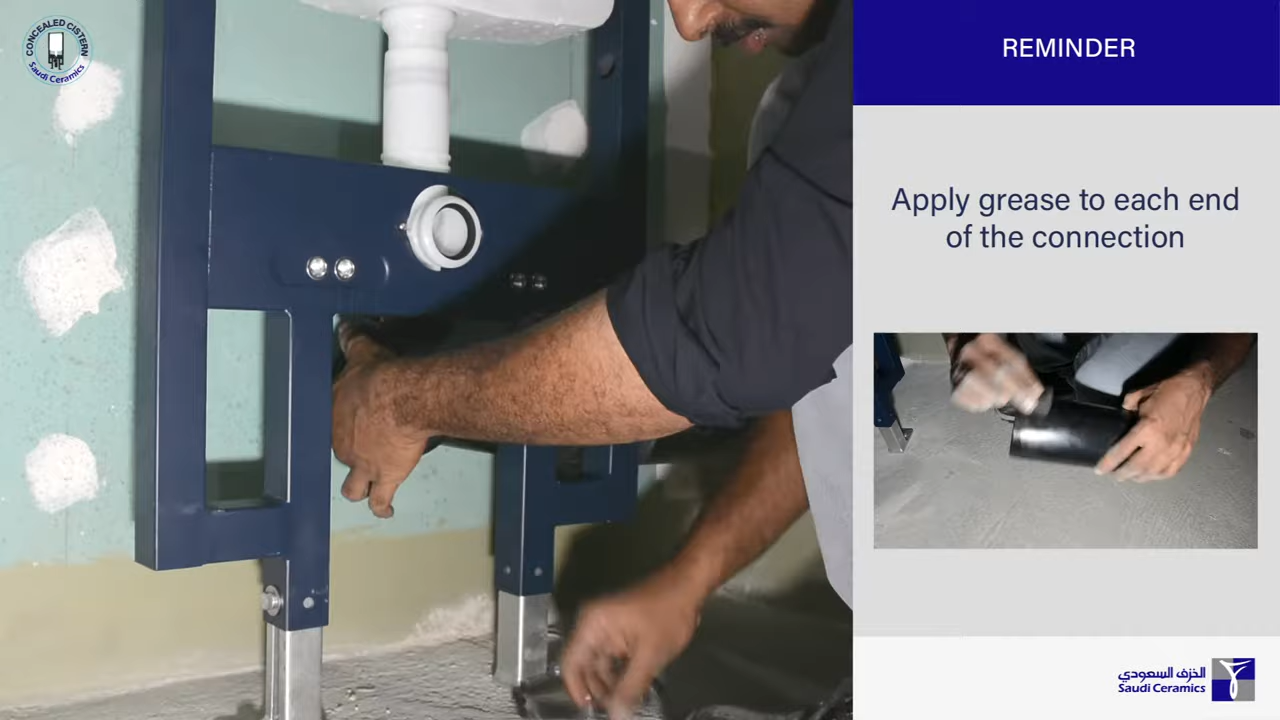 CONCEALED CISTERN
Saudi Ceramics
REMINDER
Apply grease to each end
of the connection
الخزف السعودي
Saudi Ceramics